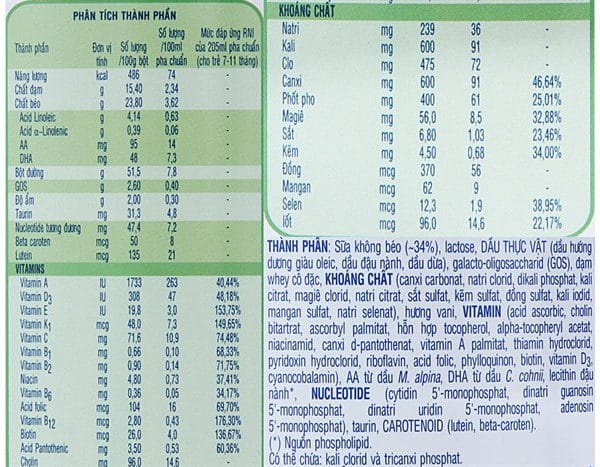 PHÂN TÍCH THÀNH PHẦN
Thành phần Đơn vị tính Số lượng /100g bột Số lượng /100ml pha chuẩn Mức đáp ứng RNI của 205ml pha chuẩn (cho trẻ 7-11 tháng)
Năng lượng kcal 486 74 -
Chất đạm g 15,40 2,34 -
Chất béo g 23,80 3,62 -
Acid Linoleic g 4,14 0,63 -
Acid α-Linolenic g 0,39 0,06 -
AA mg 95 14 -
DHA mg 48 7,3 -
Bột đường g 51,5 7,8 -
GOS g 2,60 0,40 -
Độ ẩm g 2,00 0,30 -
Taurin mg 31,3 4,8 -
Nucleotide tương đương mg 47,4 7,2 -
Beta caroten mcg 50 8 -
Lutein mcg 135 21 -
VITAMINS
Vitamin A IU 1733 263 40,44%
Vitamin D3 IU 308 47 48,18%
Vitamin E IU 19,8 3,0 153,75%
Vitamin K1 mcg 48,0 7,3 149,65%
Vitamin C mg 71,6 10,9 74,48%
Vitamin B1 mg 0,66 0,10 68,33%
Vitamin B2 mg 0,90 0,14 71,75%
Niacin mg 4,80 0,73 37,41%
Vitamin B6 mg 0,36 0,05 34,17%
Acid folic mcg 104 16 69,70%
Vitamin B12 mcg 2,80 0,43 176,30%
Biotin mcg 26,0 4,0 136,67%
Acid Pantothenic mg 3,50 0,53 60,36%
Cholin mg 96,0 14,6
KHOÁNG CHẤT
Natri mg 239 36 -
Kali mg 600 91 -
Clo mg 475 72 -
Canxi mg 600 91 46,64%
Phốt pho mg 400 61 25,01%
Magiê mg 56,0 8,5 32,88%
Sắt mg 6,80 1,03 23,46%
Kẽm mg 4,50 0,68 34,00%
Đồng mcg 370 56 -
Mangan mcg 62 9 -
Selen mcg 12,3 1,9 38,95%
Iốt mcg 96,0 14,6 22,17%
THÀNH PHẦN: Sữa không béo (~34%), lactose, DẦU THỰC VẬT (dầu hướng
dương giàu oleic, dầu đậu nành, dầu dừa), galacto-oligosaccharid (GOS), đạm
whey cô đặc, KHOÁNG CHẤT (canxi carbonat, natri clorid, dikali phosphat, kali
citrat, magiê clorid, natri citrat, sắt sulfat, kẽm sulfat, đồng sulfat, kali iodid,
mangan sulfat, natri selenat), hương vani, VITAMIN (acid ascorbic, cholin
bitartrat, ascorbyl palmitat, hỗn hợp tocopherol, alpha-tocopheryl acetat,
niacinamid, canxi d-pantothenat, vitamin A palmitat, thiamin hydroclorid,
pyridoxin hydroclorid, riboflavin, acid folic, phylloquinon, biotin, vitamin D3,
cyanocobalamin), AA từ dầu M. alpina, DHA từ dầu C. cohnii, lecithin đậu
nành*, NUCLEOTIDE (cytidin 5'-monophosphat, dinatri guanosin
5'-monophosphat, dinatri uridin 5'-monophosphat, adenosin
5'-monophosphat), taurin, CAROTENOID (lutein, beta-caroten).
(*) Nguồn phospholipid.
Có thể chứa: kali clorid và tricanxi phosphat.